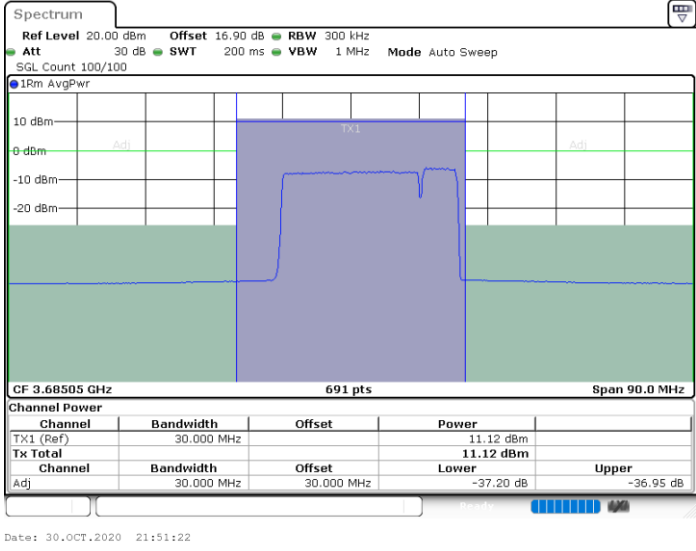 Spectrum
Ref Level 20.00 dBm Offset 16.90 dB RBW 300 kHz
Att 30 dB SWT 200 ms VBW 1 MHz Mode Auto Sweep
SGL Count 100/100
1Rm AvgPwr
10 dBm
TX1
Adj Adj
0 dBm
-10 dBm
-20 dBm
CF 3.68505 GHz 691 pts Span 90.0 MHz
Channel Power
Channel Bandwidth Offset Power
TX1 (Ref) 30.000 MHz 11.12 dBm
Tx Total 11.12 dBm
Channel Bandwidth Offset Lower Upper
Adj 30.000 MHz 30.000 MHz -37.20 dB -36.95 dB
Ready
Date: 30.OCT.2020 21:51:22